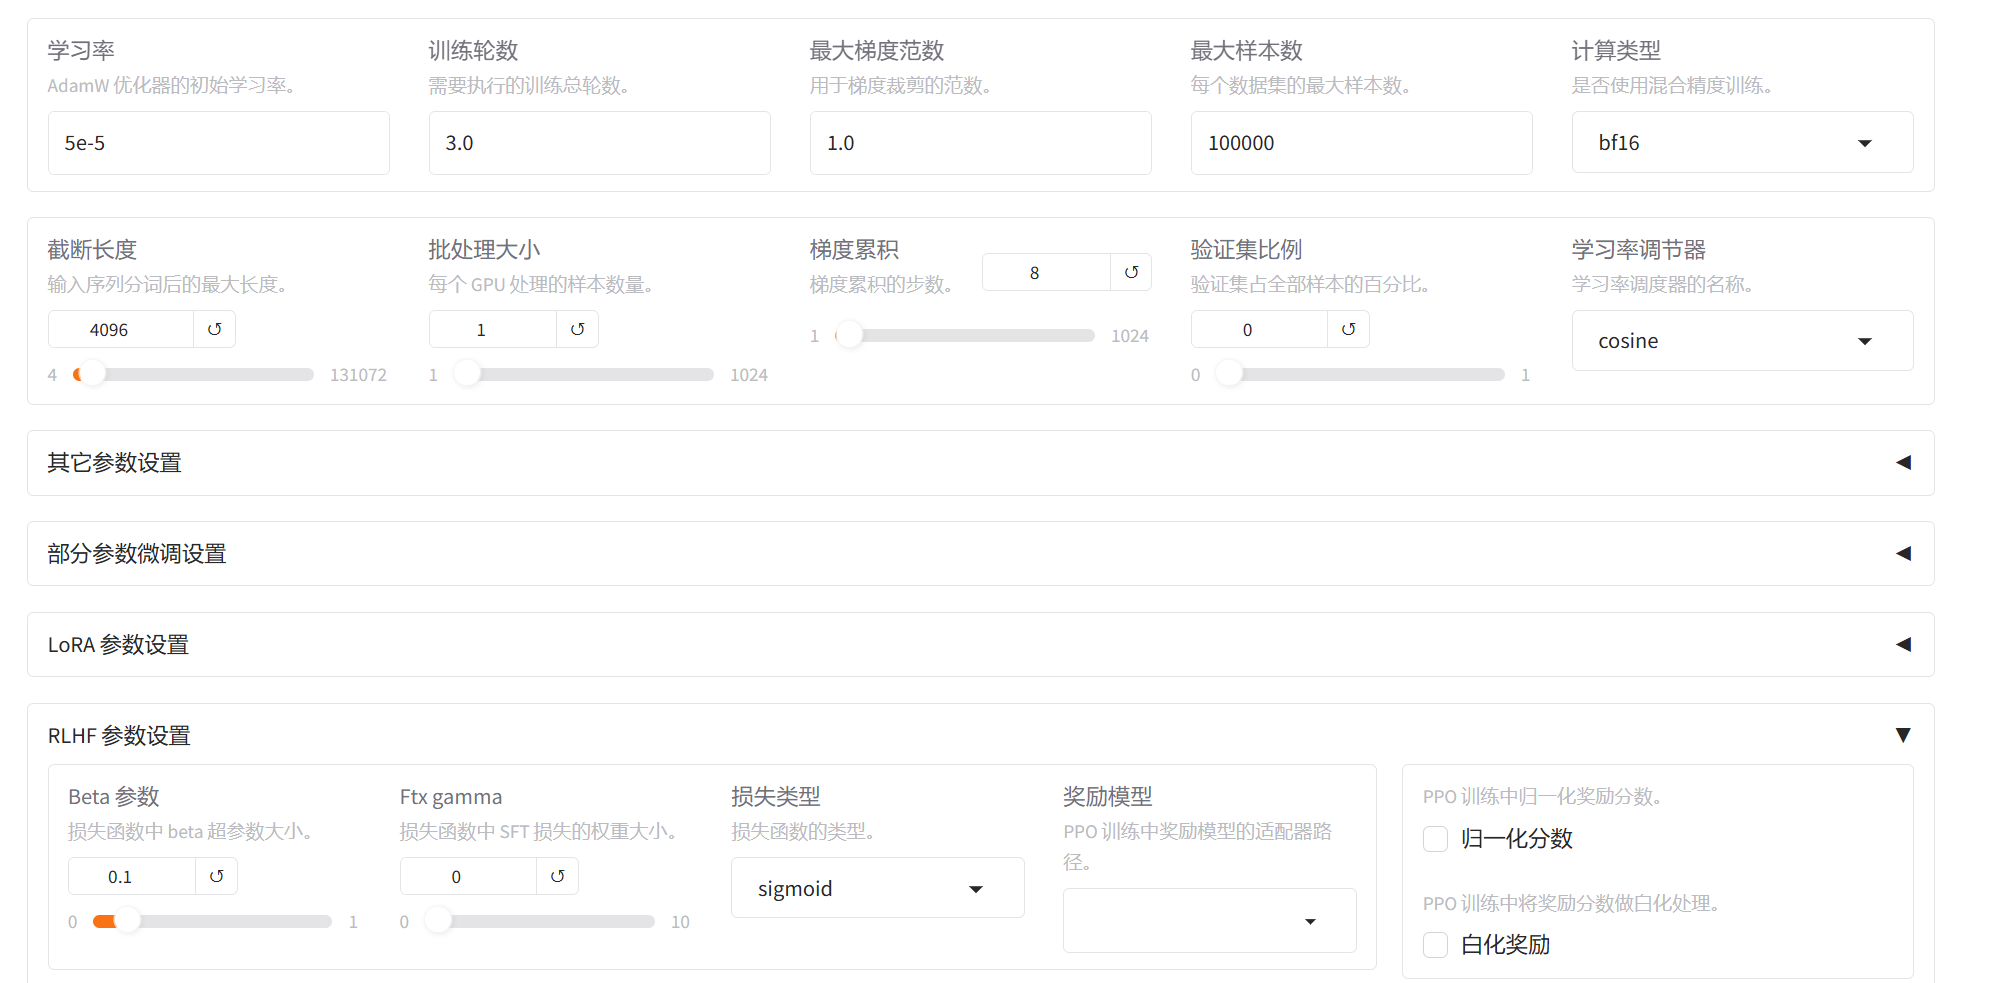 学习率
AdamW 优化器的初始学习率。
5e-5
训练轮数
需要执行的训练总轮数。
3.0
最大梯度范数
用于梯度裁剪的范数。
1.0
最大样本数
每个数据集的最大样本数。
100000
计算类型
是否使用混合精度训练。
bf16
截断长度
输入序列分词后的最大长度。
4096
4
131072
批处理大小
每个 GPU 处理的样本数量。
1
1
1024
梯度累积
梯度累积的步数。
8
1
1024
验证集比例
验证集占全部样本的百分比。
0
0
1
学习率调节器
学习率调度器的名称。
cosine
其它参数设置
部分参数微调设置
LoRA 参数设置
RLHF 参数设置
Beta 参数
损失函数中 beta 超参数大小。
0.1
0
1
Ftx gamma
损失函数中 SFT 损失的权重大小。
0
0
10
损失类型
损失函数的类型。
sigmoid
奖励模型
PPO 训练中奖励模型的适配器路
径。
PPO 训练中归一化奖励分数。
归一化分数
PPO 训练中将奖励分数做白化处理。
白化奖励